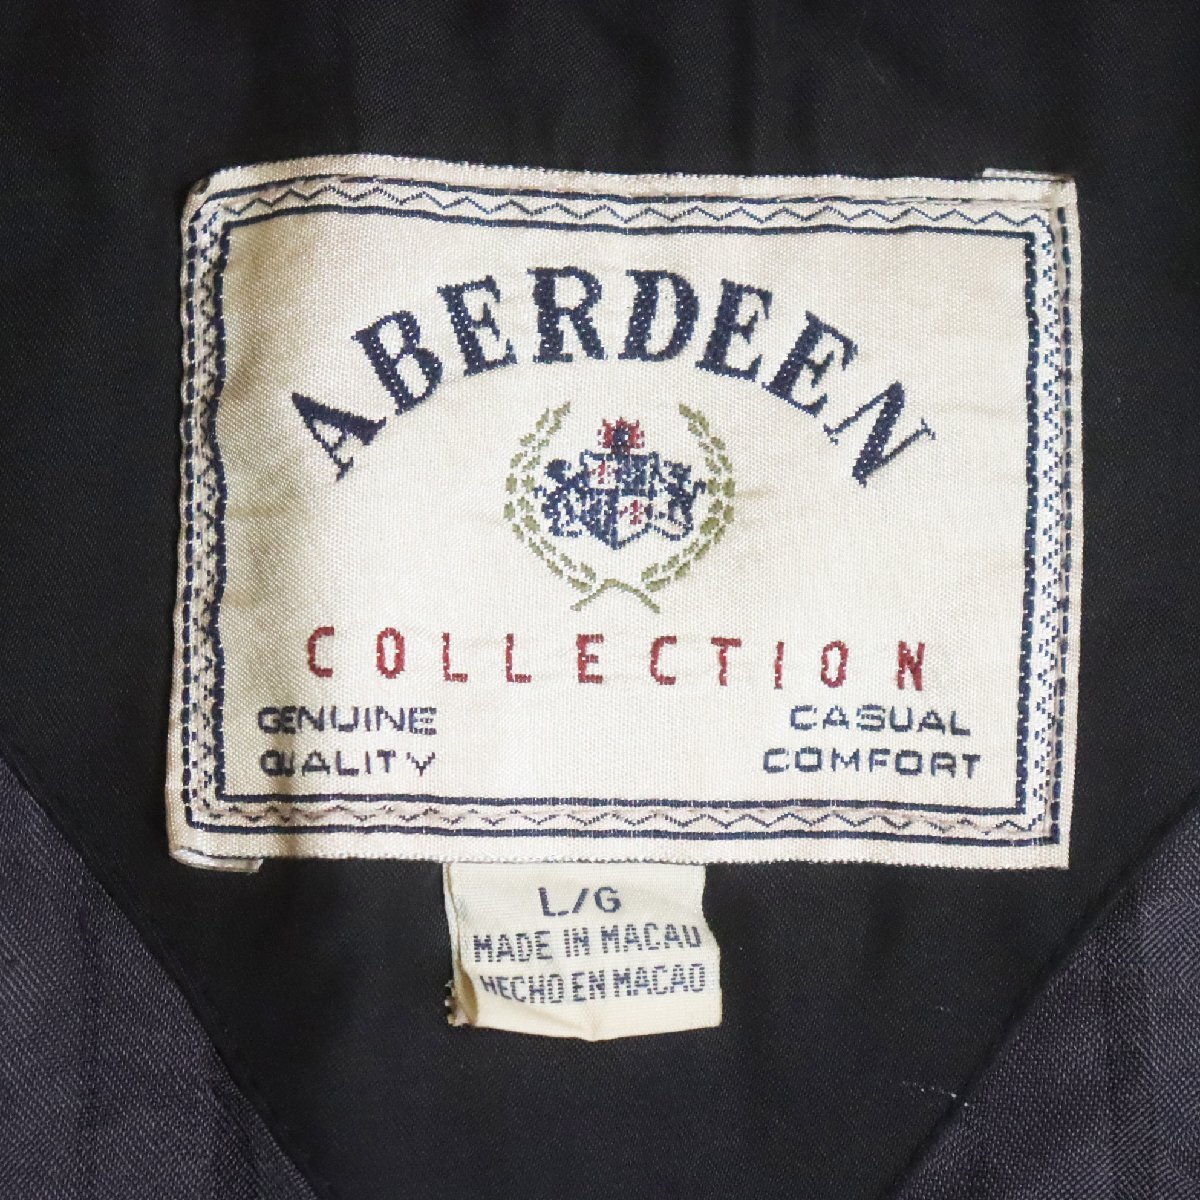 ABERDEEN
COLLECTION
GENUINE QUALITY
CASUAL COMFORT
L/G
MADE IN MACAU
HECHO EN MACAO